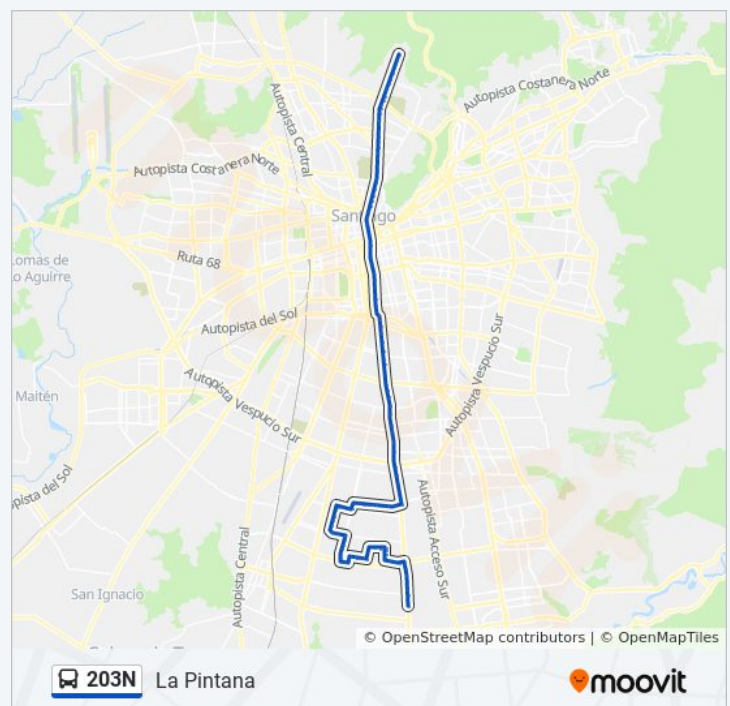 Autopista Costanera Norte
Autopista Central
Autopista Costanera Norte
Santiago
Ruta 68
Lomas de
Lo Aguirre
Autopista del Sol
Autopista Vespucio Sur
Maitén
Autopista Vespucio Sur
Autopista del Sol
Autopista Acceso Sur
Autopista Central
San Ignacio
© OpenStreetMap contributors | © OpenMapTiles
203N La Pintana
moovit